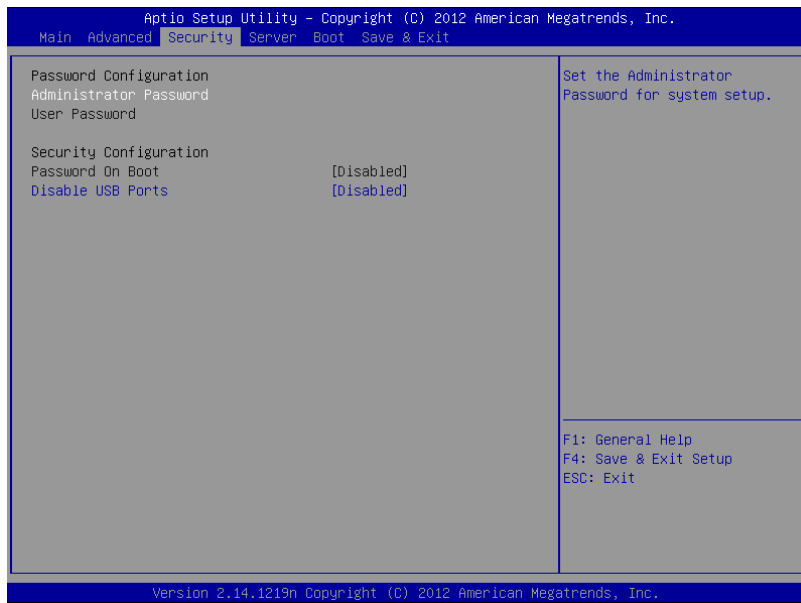 Aptio Setup Utility – Copyright (C) 2012 American Megatrends, Inc.
Main Advanced Security Server Boot Save & Exit
Password Configuration
Administrator Password
User Password
Security Configuration
Password On Boot [Disabled]
Disable USB Ports [Disabled]
Set the Administrator
Password for system setup.
F1: General Help
F4: Save & Exit Setup
ESC: Exit
Version 2.14.1219n Copyright (C) 2012 American Megatrends, Inc.